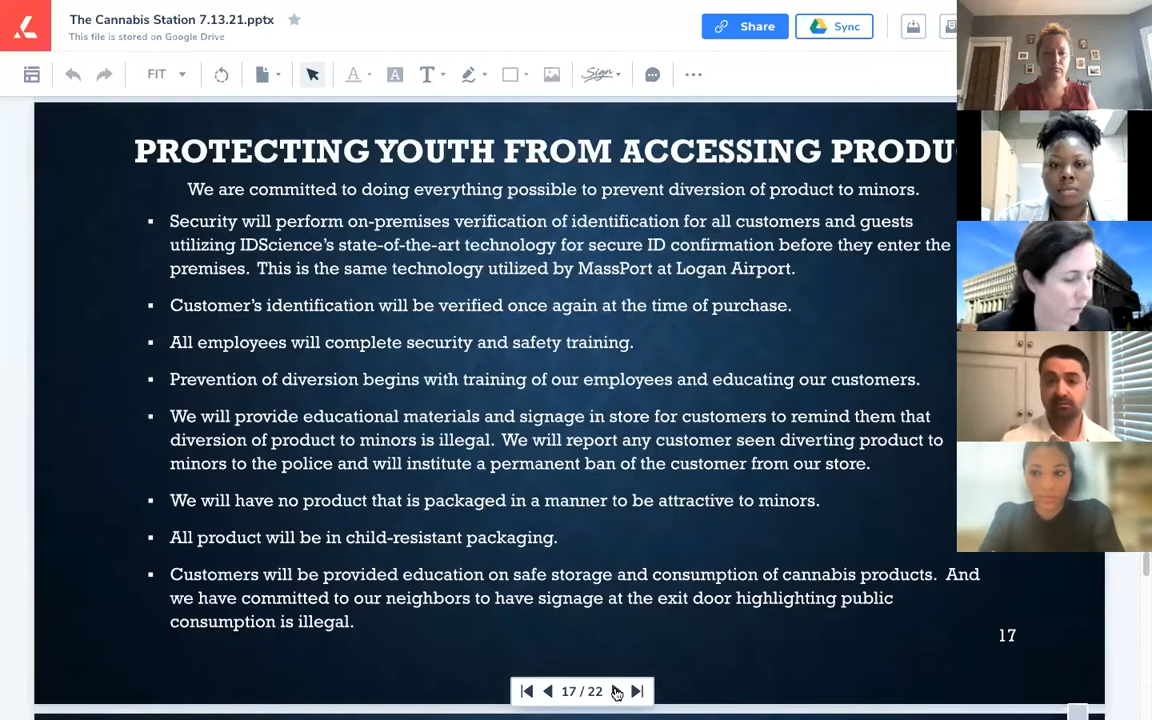 The Cannabis Station 7.13.21.pptx
This file is stored on Google Drive
Share
Sync
FIT
A
A
T
Sign
PROTECTING YOUTH FROM ACCESSING PRODU
We are committed to doing everything possible to prevent diversion of product to minors.
▪ Security will perform on-premises verification of identification for all customers and guests
utilizing IDScience's state-of-the-art technology for secure ID confirmation before they enter the
premises. This is the same technology utilized by MassPort at Logan Airport.
▪ Customer's identification will be verified once again at the time of purchase.
▪ All employees will complete security and safety training.
▪ Prevention of diversion begins with training of our employees and educating our customers.
▪ We will provide educational materials and signage in store for customers to remind them that
diversion of product to minors is illegal. We will report any customer seen diverting product to
minors to the police and will institute a permanent ban of the customer from our store.
▪ We will have no product that is packaged in a manner to be attractive to minors.
▪ All product will be in child-resistant packaging.
▪ Customers will be provided education on safe storage and consumption of cannabis products. And
we have committed to our neighbors to have signage at the exit door highlighting public
consumption is illegal.
17
17 / 22